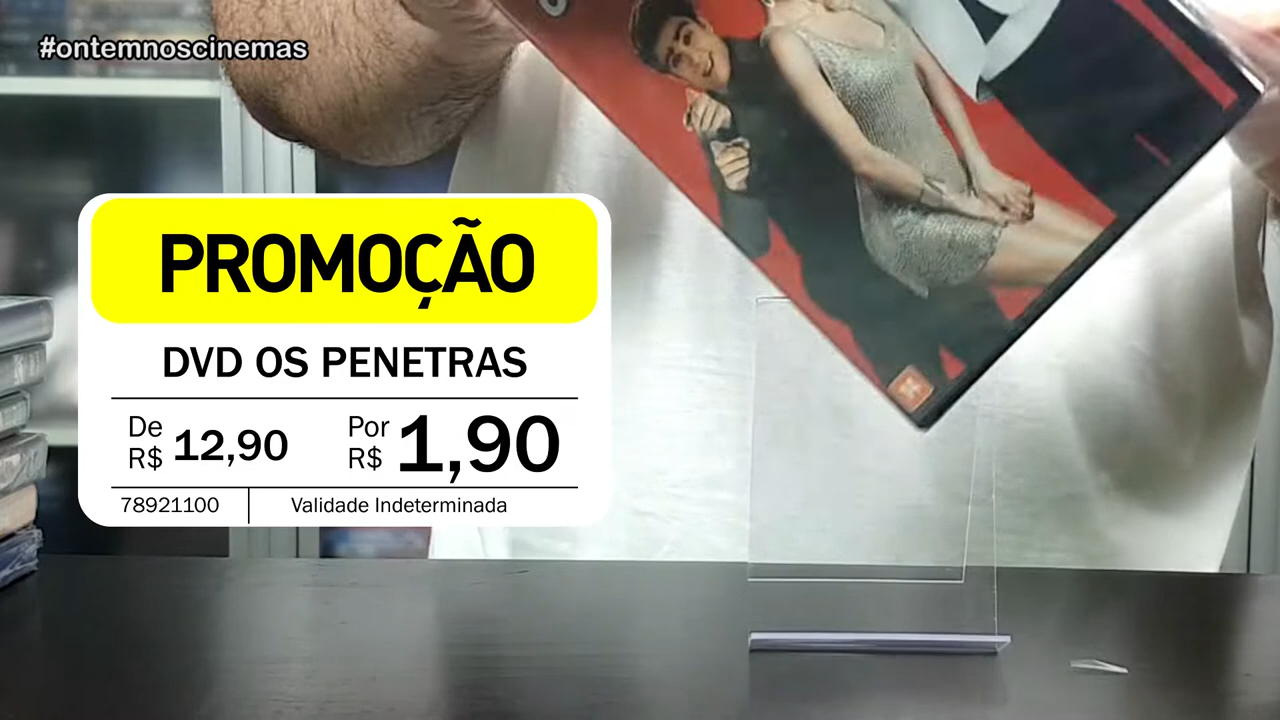 #ontemnoscinemas
PROMOÇÃO
DVD OS PENETRAS
De R$ 12,90 Por R$ 1,90
78921100 Validade Indeterminada